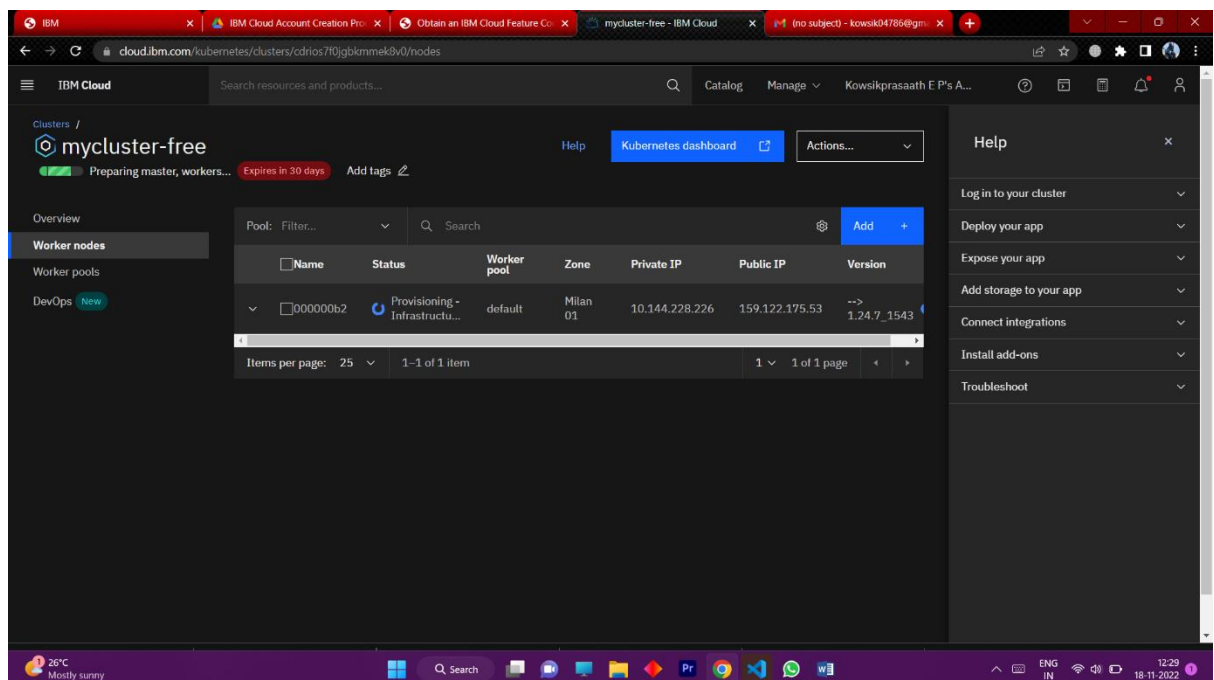 IBM
IBM Cloud Account Creation Pro
Obtain an IBM Cloud Feature Co
mycluster-free - IBM Cloud
(no subject) - kowsik04786@gm
cloud.ibm.com/kubernetes/clusters/cdrios7f0jgbkmmek8v0/nodes
IBM Cloud
Search resources and products...
Catalog
Manage
Kowsikprasaath E P's A...
Clusters /
mycluster-free
Help
Kubernetes dashboard
Actions...
Preparing master, workers...
Expires in 30 days
Add tags
Overview
Worker nodes
Worker pools
DevOps New
Pool: Filter...
Search
Add +
Name Status Worker pool Zone Private IP Public IP Version
000000b2 Provisioning - Infrastructu... default Milan 01 10.144.228.226 159.122.175.53 --> 1.24.7_1543
Items per page: 25 1–1 of 1 item 1 1 of 1 page
Help
Log in to your cluster
Deploy your app
Expose your app
Add storage to your app
Connect integrations
Install add-ons
Troubleshoot
1
26°C
Mostly sunny
Search
Pr
ENG
IN
12:29
18-11-2022
1